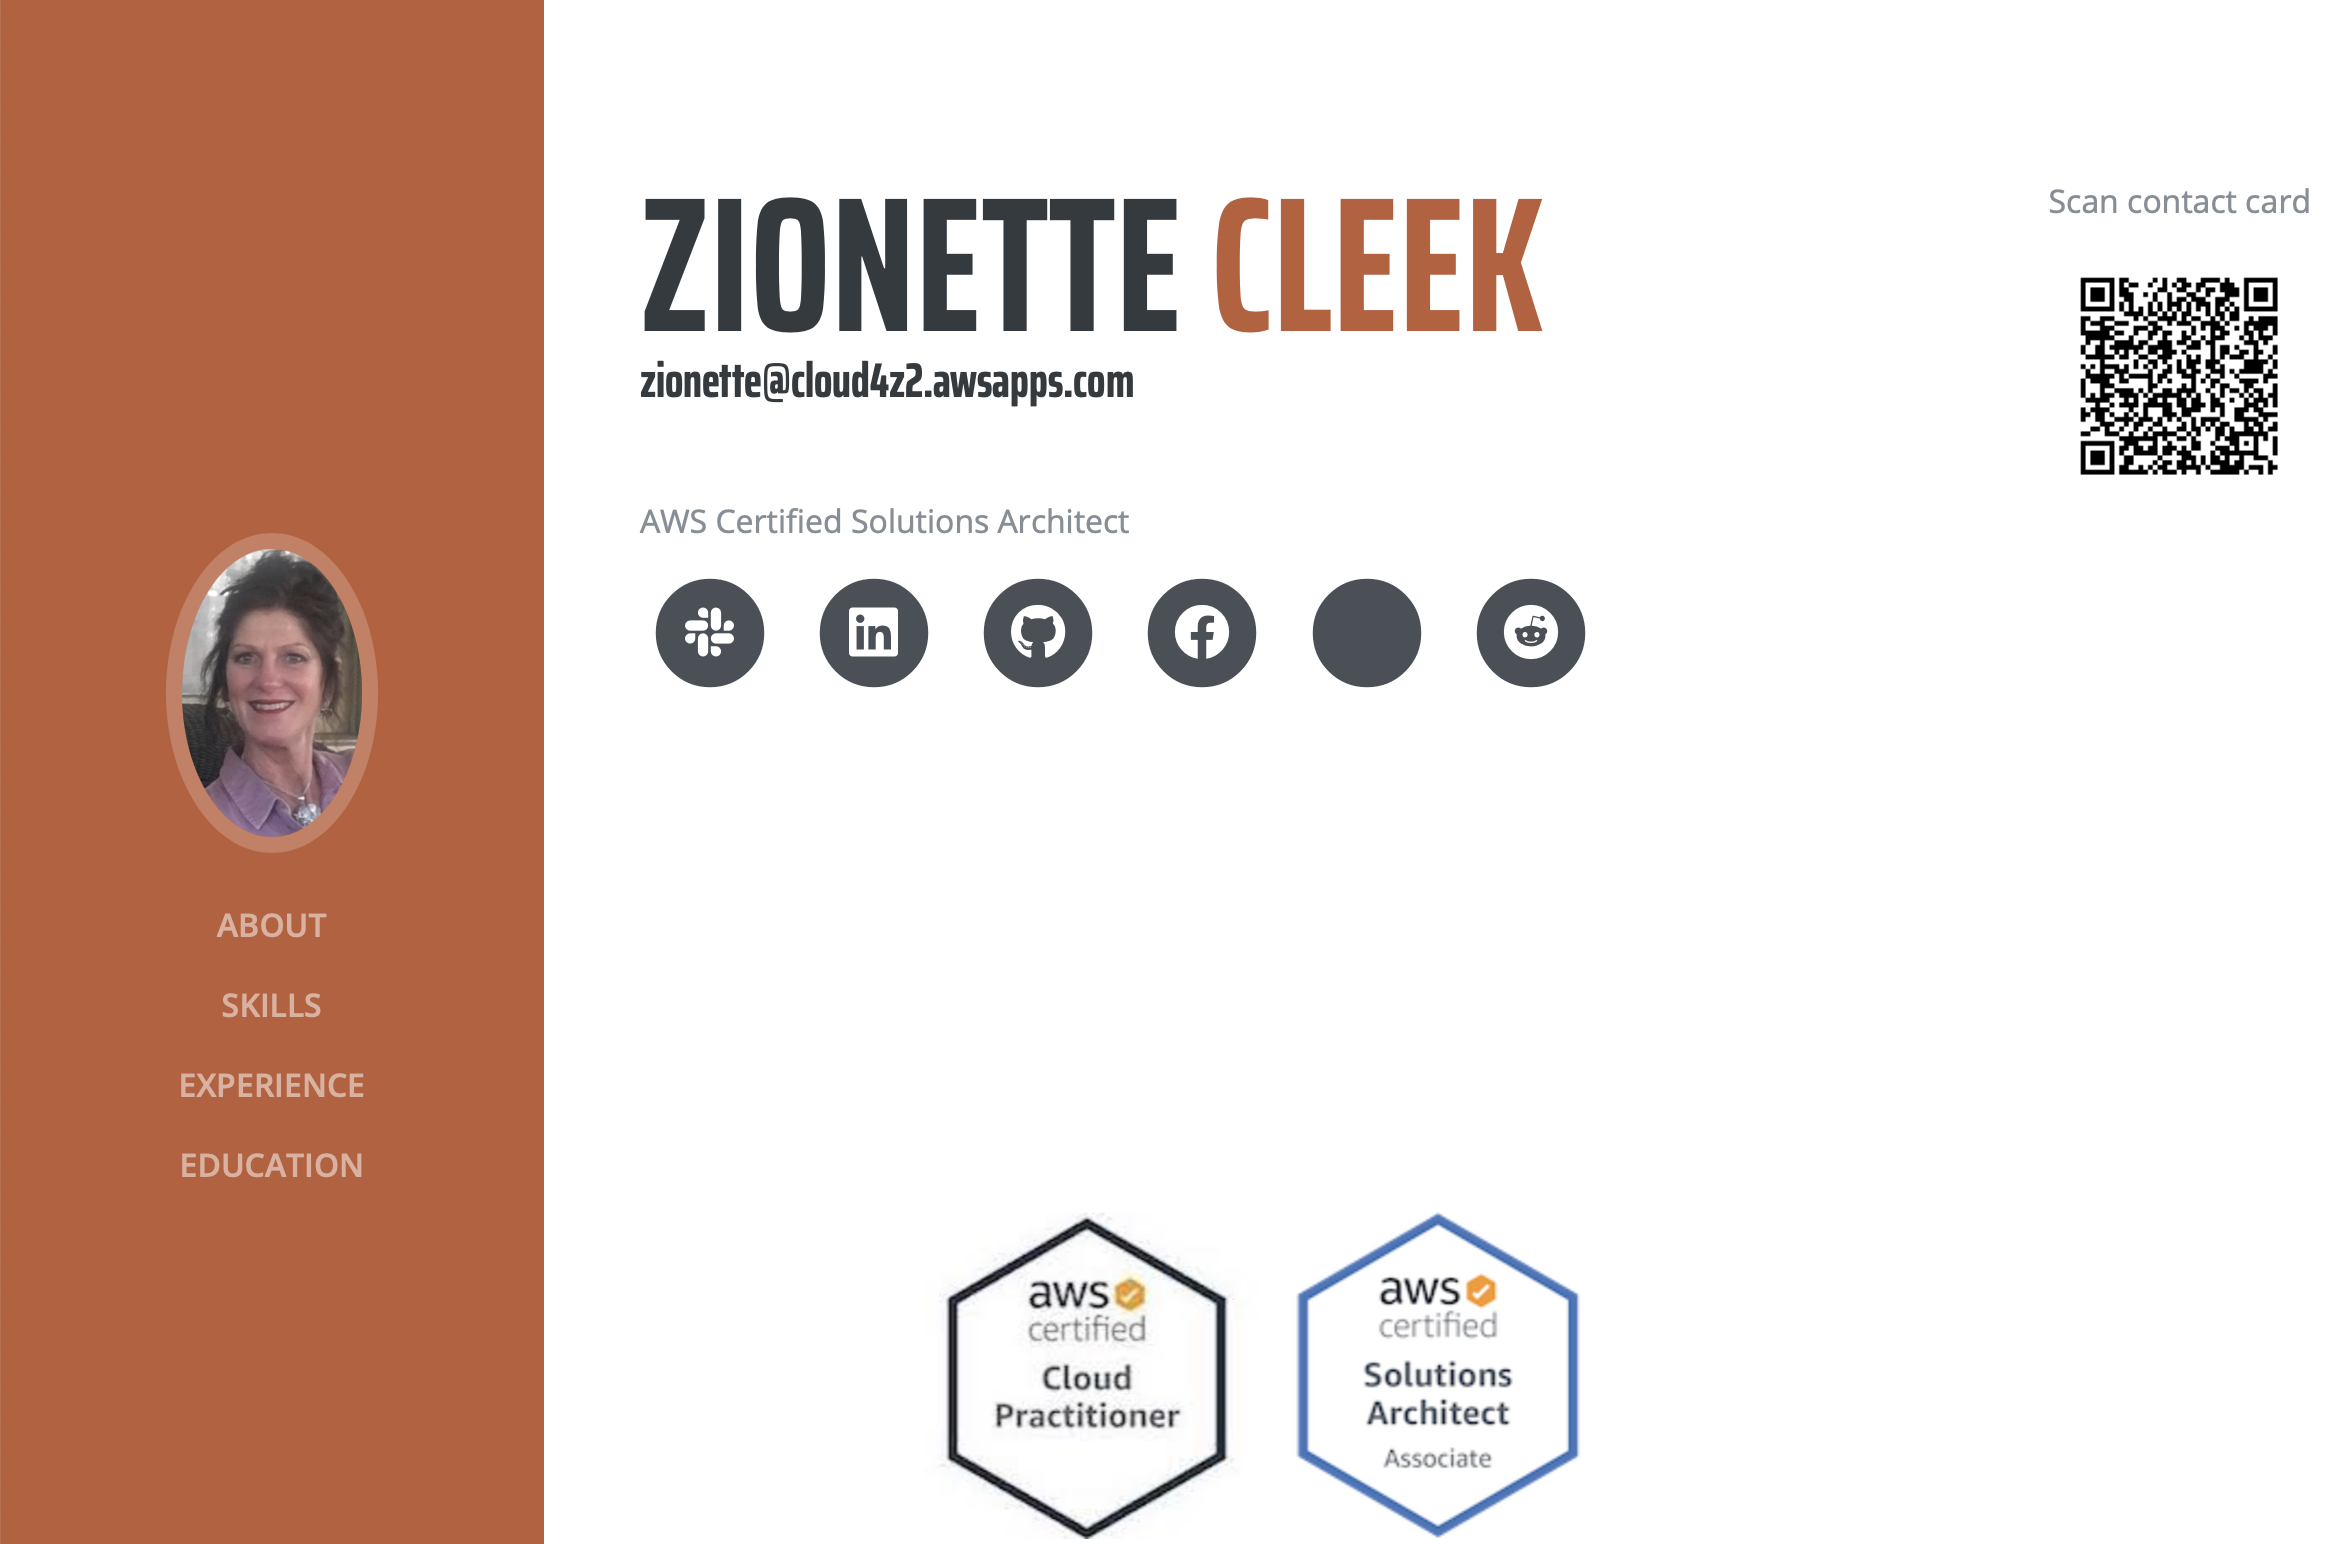 ZIONETTE CLEEK
zionette@cloud4z2.awsapps.com
AWS Certified Solutions Architect
Scan contact card
ABOUT
SKILLS
EXPERIENCE
EDUCATION
aws
certified
Cloud
Practitioner
aws
certified
Solutions
Architect
Associate